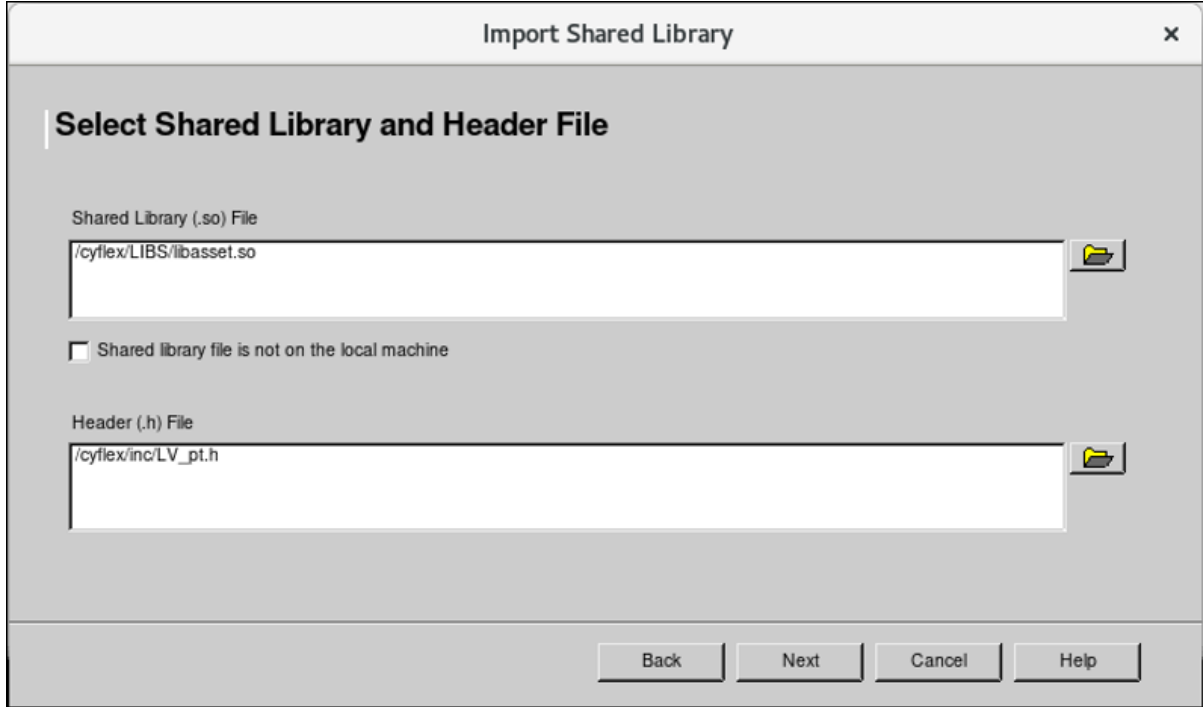 Import Shared Library
×
Select Shared Library and Header File
Shared Library (.so) File
/cyflex/LIBS/libasset.so
Shared library file is not on the local machine
Header (.h) File
/cyflex/inc/LV_pt.h
Back Next Cancel Help